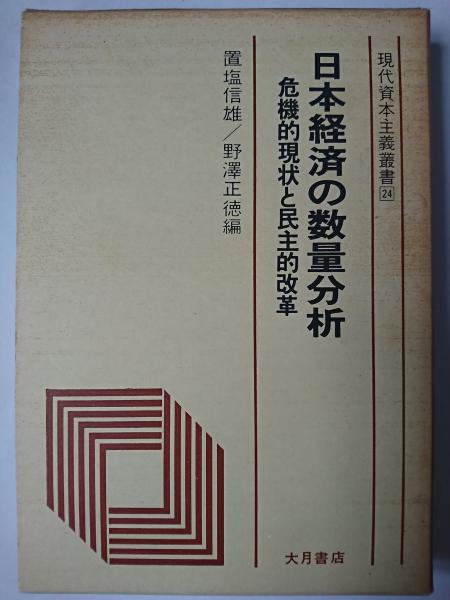 現代資本主義叢書24
日本経済の数量分析
危機的現状と民主的改革
置塩信雄/野澤正徳編
大月書店